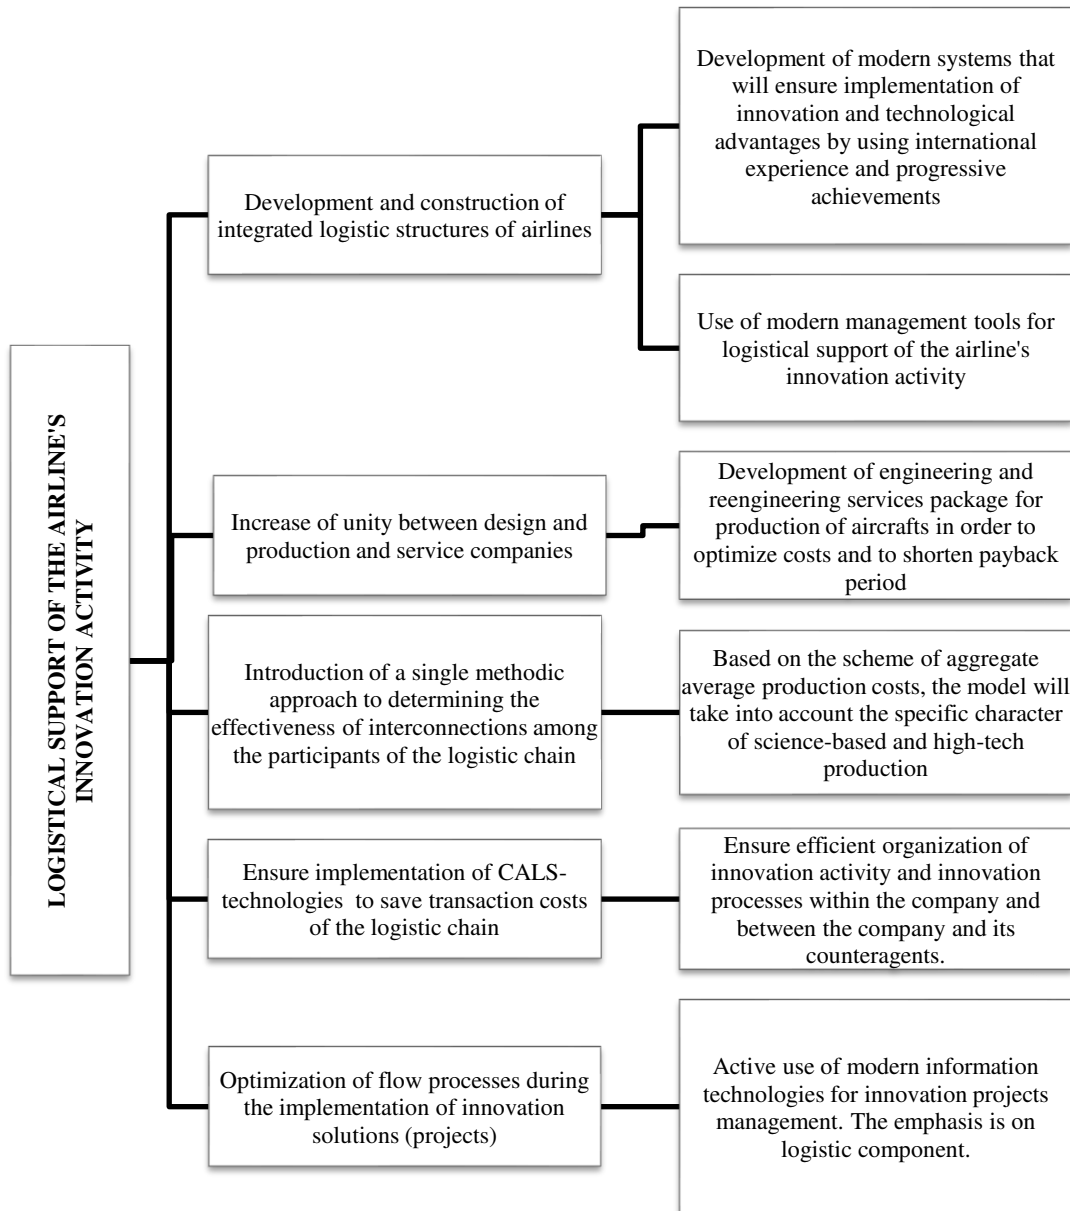 LOGISTICAL SUPPORT OF THE AIRLINE'S
INNOVATION ACTIVITY
Development and construction of
integrated logistic structures of airlines
Development of modern systems that
will ensure implementation of
innovation and technological
advantages by using international
experience and progressive
achievements
Use of modern management tools for
logistical support of the airline's
innovation activity
Increase of unity between design and
production and service companies
Development of engineering and
reengineering services package for
production of aircrafts in order to
optimize costs and to shorten payback
period
Introduction of a single methodic
approach to determining the
effectiveness of interconnections among
the participants of the logistic chain
Based on the scheme of aggregate
average production costs, the model will
take into account the specific character
of science-based and high-tech
production
Ensure implementation of CALS-
technologies to save transaction costs
of the logistic chain
Ensure efficient organization of
innovation activity and innovation
processes within the company and
between the company and its
counteragents.
Optimization of flow processes during
the implementation of innovation
solutions (projects)
Active use of modern information
technologies for innovation projects
management. The emphasis is on
logistic component.